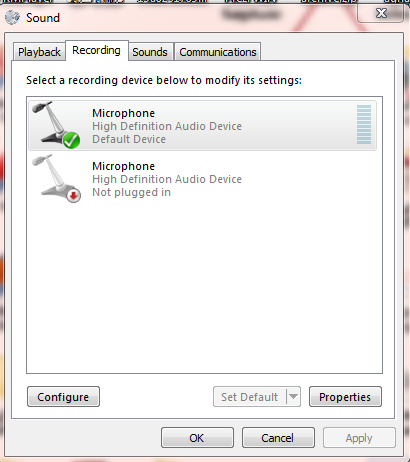 Sound
Playback Recording Sounds Communications
Select a recording device below to modify its settings:
Microphone
High Definition Audio Device
Default Device
Microphone
High Definition Audio Device
Not plugged in
Configure Set Default Properties
OK Cancel Apply